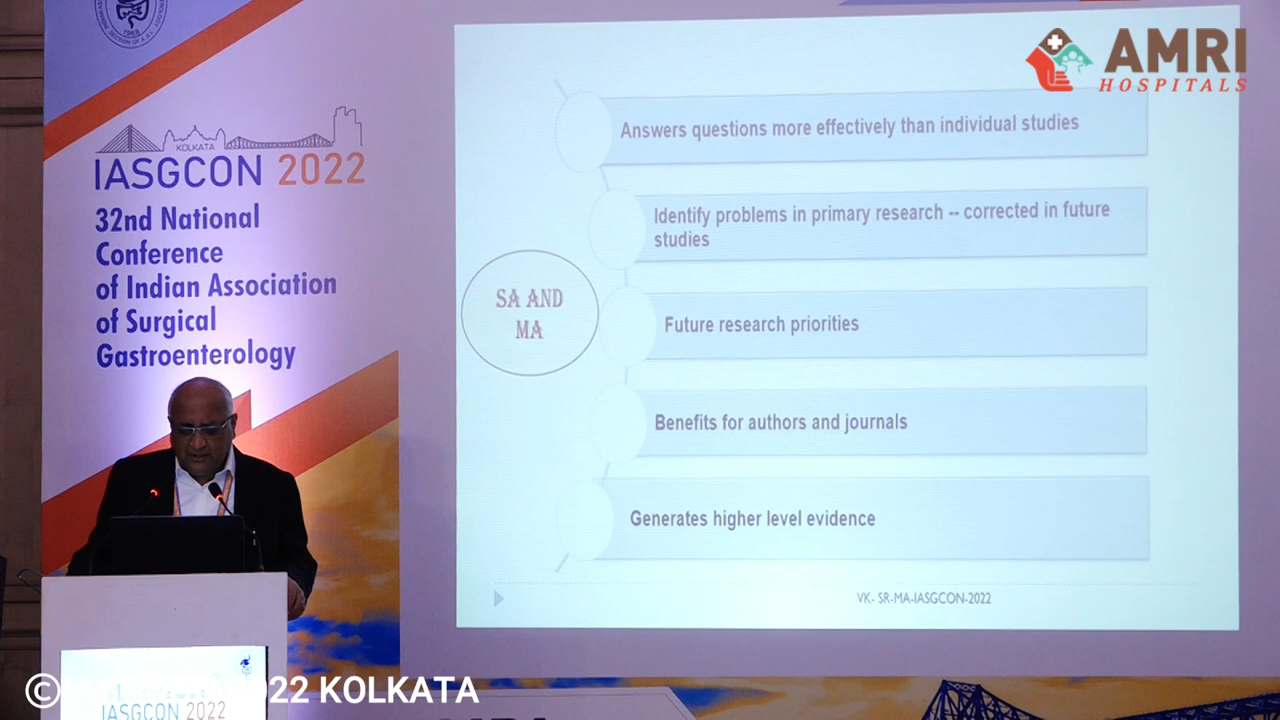 1966
KOLKATA
IASGCON 2022
32nd National
Conference
of Indian Association
of Surgical
Gastroenterology
AMRI
HOSPITALS
Answers questions more effectively than individual studies
Identify problems in primary research -- corrected in future
studies
SA AND
MA
Future research priorities
Benefits for authors and journals
Generates higher level evidence
VK- SR-MA-IASGCON-2022
IASGCON 2022
© 2022 KOLKATA